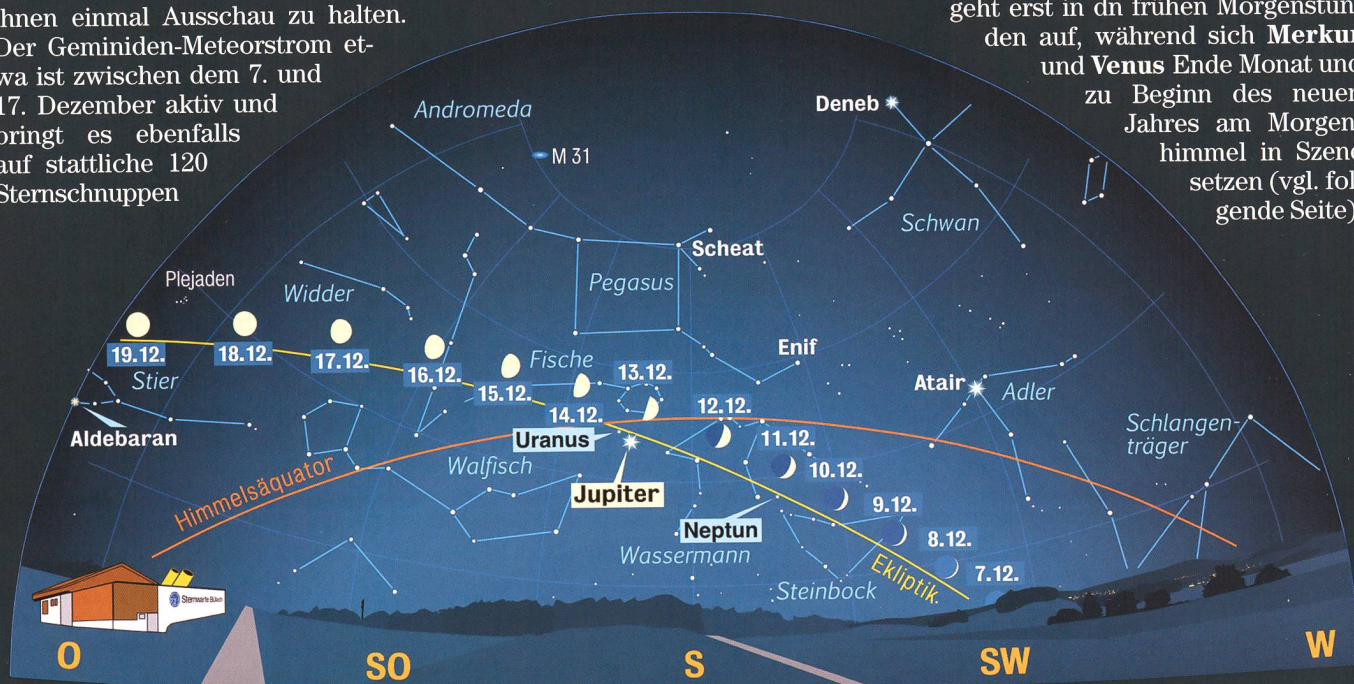 hnen einmal Ausschau zu halten.
Der Geminiden-Meteorstrom et-
wa ist zwischen dem 7. und
17. Dezember aktiv und
bringt es ebenfalls
auf stattliche 120
Sternschnuppen
geht erst in dn frühen Morgenstun
den auf, während sich Merkur
und Venus Ende Monat und
zu Beginn des neuen
Jahres am Morgen
himmel in Szene
setzen (vgl. fol
gende Seite)
Andromeda
M 31
Deneb
Schwan
Scheat
Pegasus
Plejaden
Widder
Enif
19.12.
18.12.
17.12.
16.12.
15.12.
14.12.
13.12.
12.12.
11.12.
10.12.
9.12.
8.12.
7.12.
Fische
Stier
Aldebaran
Atair
Adler
Schlangen-
träger
Uranus
Jupiter
Walfisch
Himmelsäquator
Neptun
Wassermann
Steinbock
Ekliptik
Sternwarte Bülach
O
SO
S
SW
W